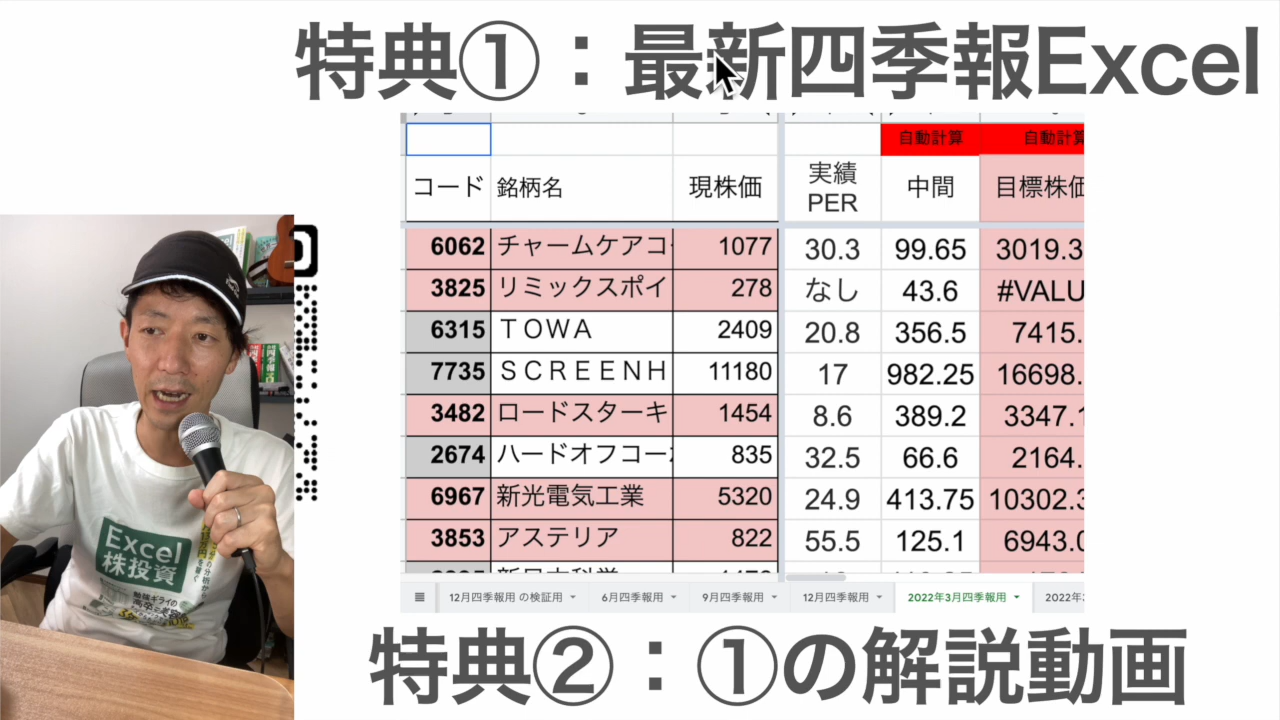 特典①：最新四季報Excel
自動計算 自動計算
コード 銘柄名 現株価 実績PER 中間 目標株価
6062 チャームケアコ 1077 30.3 99.65 3019.3
3825 リミックスポイ 278 なし 43.6 #VALU
6315 ＴＯＷＡ 2409 20.8 356.5 7415.
7735 ＳＣＲＥＥＮＨ 11180 17 982.25 16698.
3482 ロードスターキ 1454 8.6 389.2 3347.1
2674 ハードオフコー 835 32.5 66.6 2164.
6967 新光電気工業 5320 24.9 413.75 10302.3
3853 アステリア 822 55.5 125.1 6943.0
12月四季報用 の検証用 6月四季報用 9月四季報用 12月四季報用 2022年3月四季報用 2022年
特典②：①の解説動画
Excel
株投資